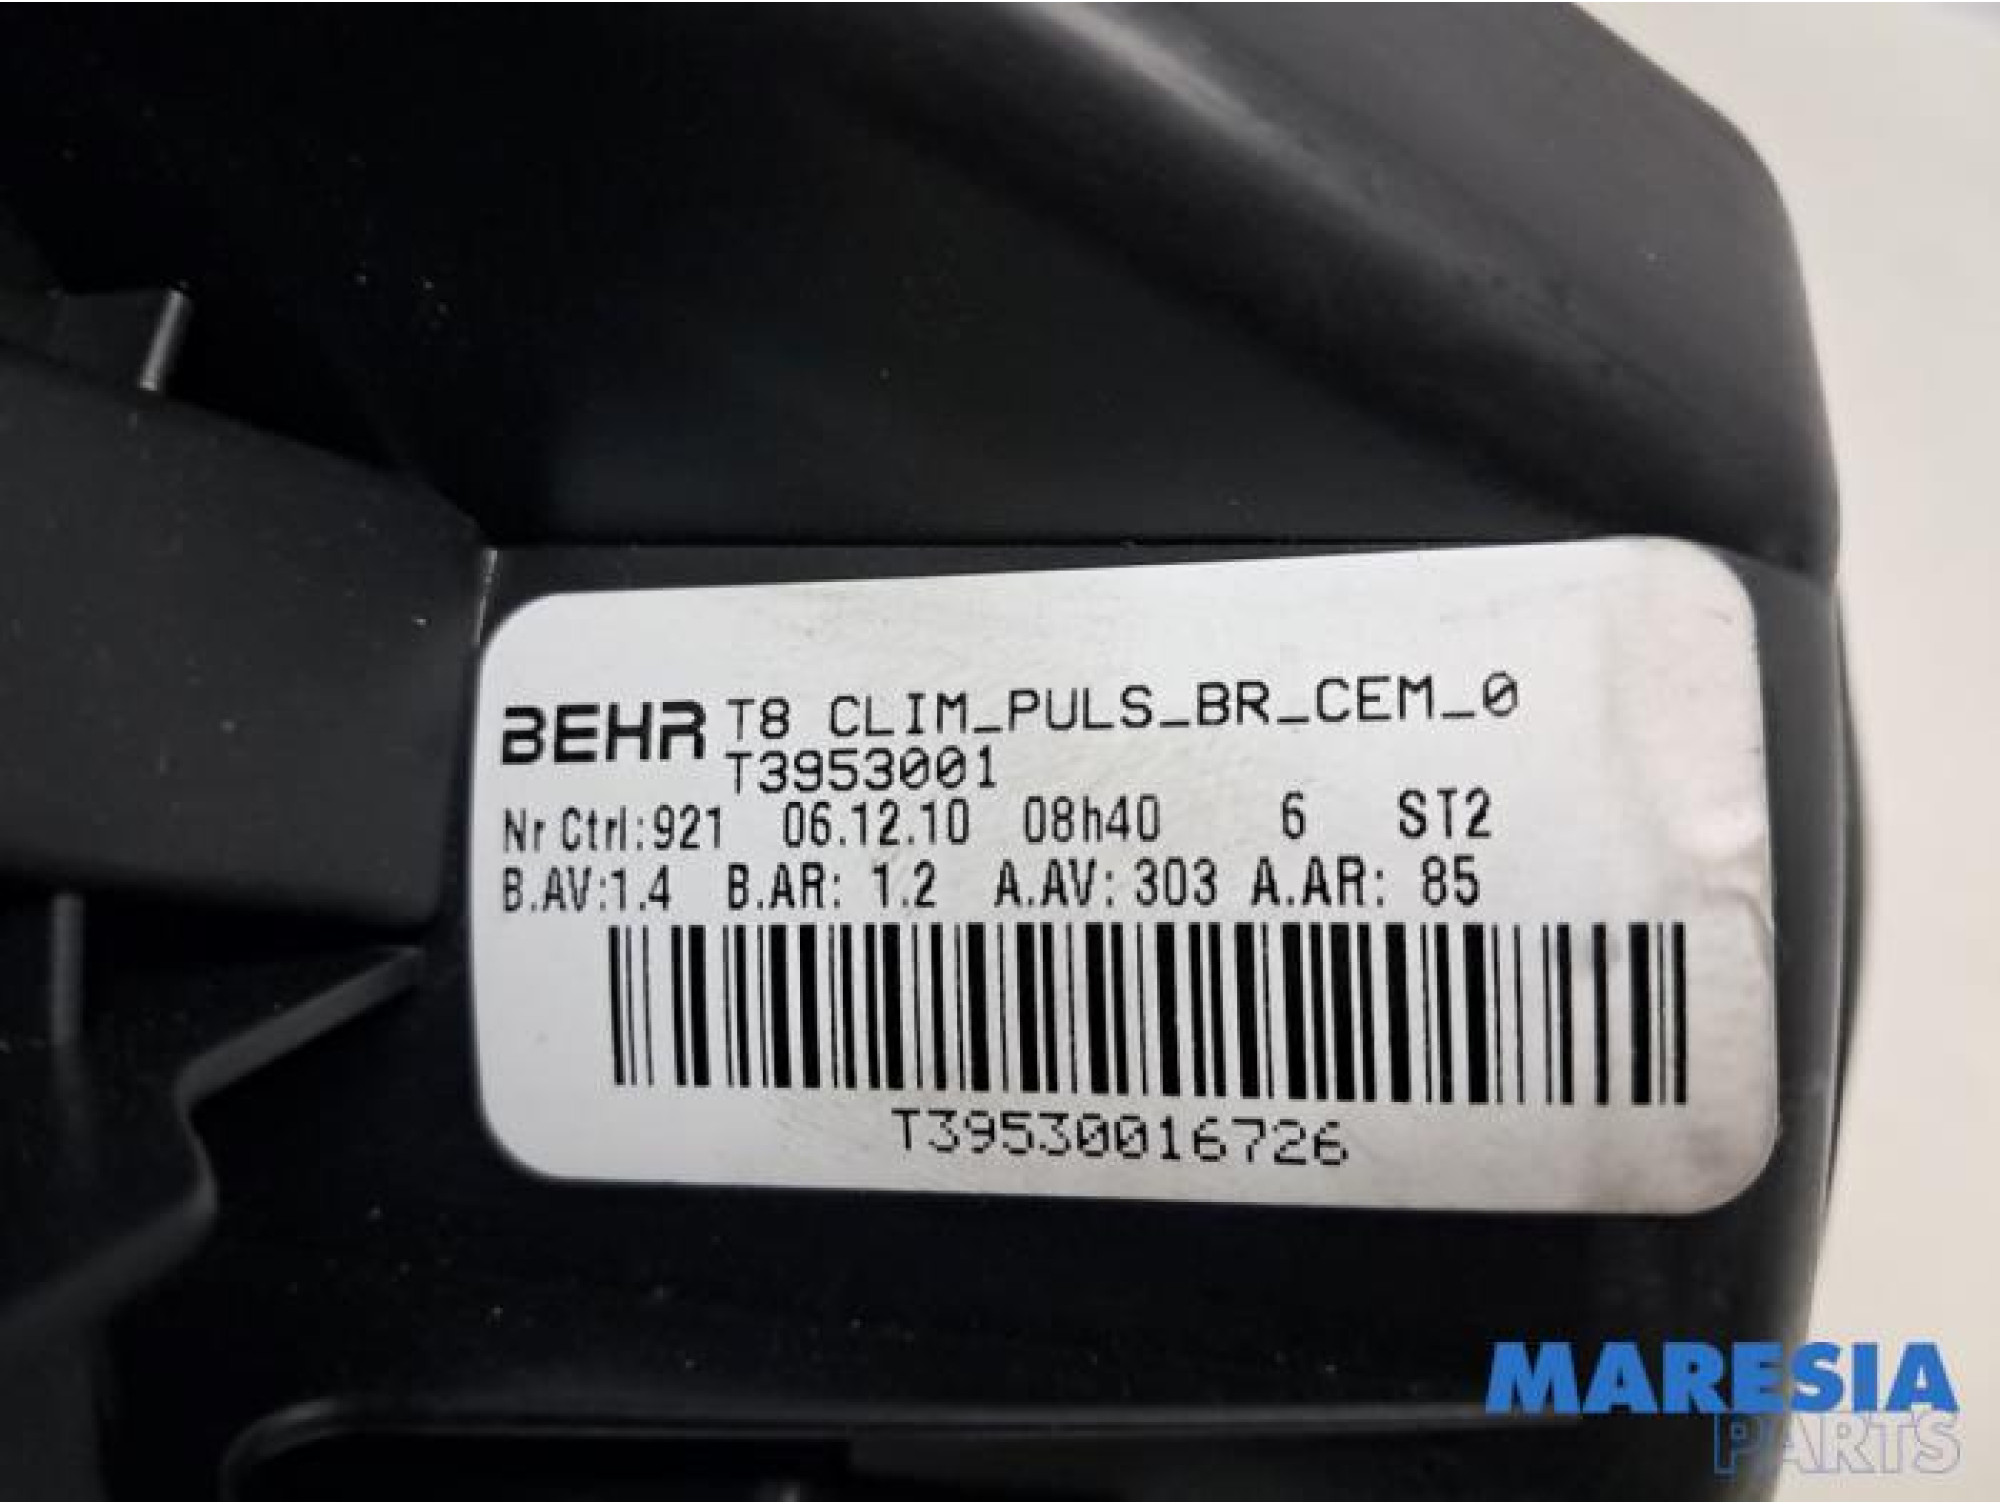 BEHR T8 CLIM_PULS_BR_CEM_0
T3953001
Nr Ctrl:921 06.12.10 08h40 6 ST2
B.AV:1.4 B.AR: 1.2 A.AV: 303 A.AR: 85
T39530016726
MARESIA
PARTS